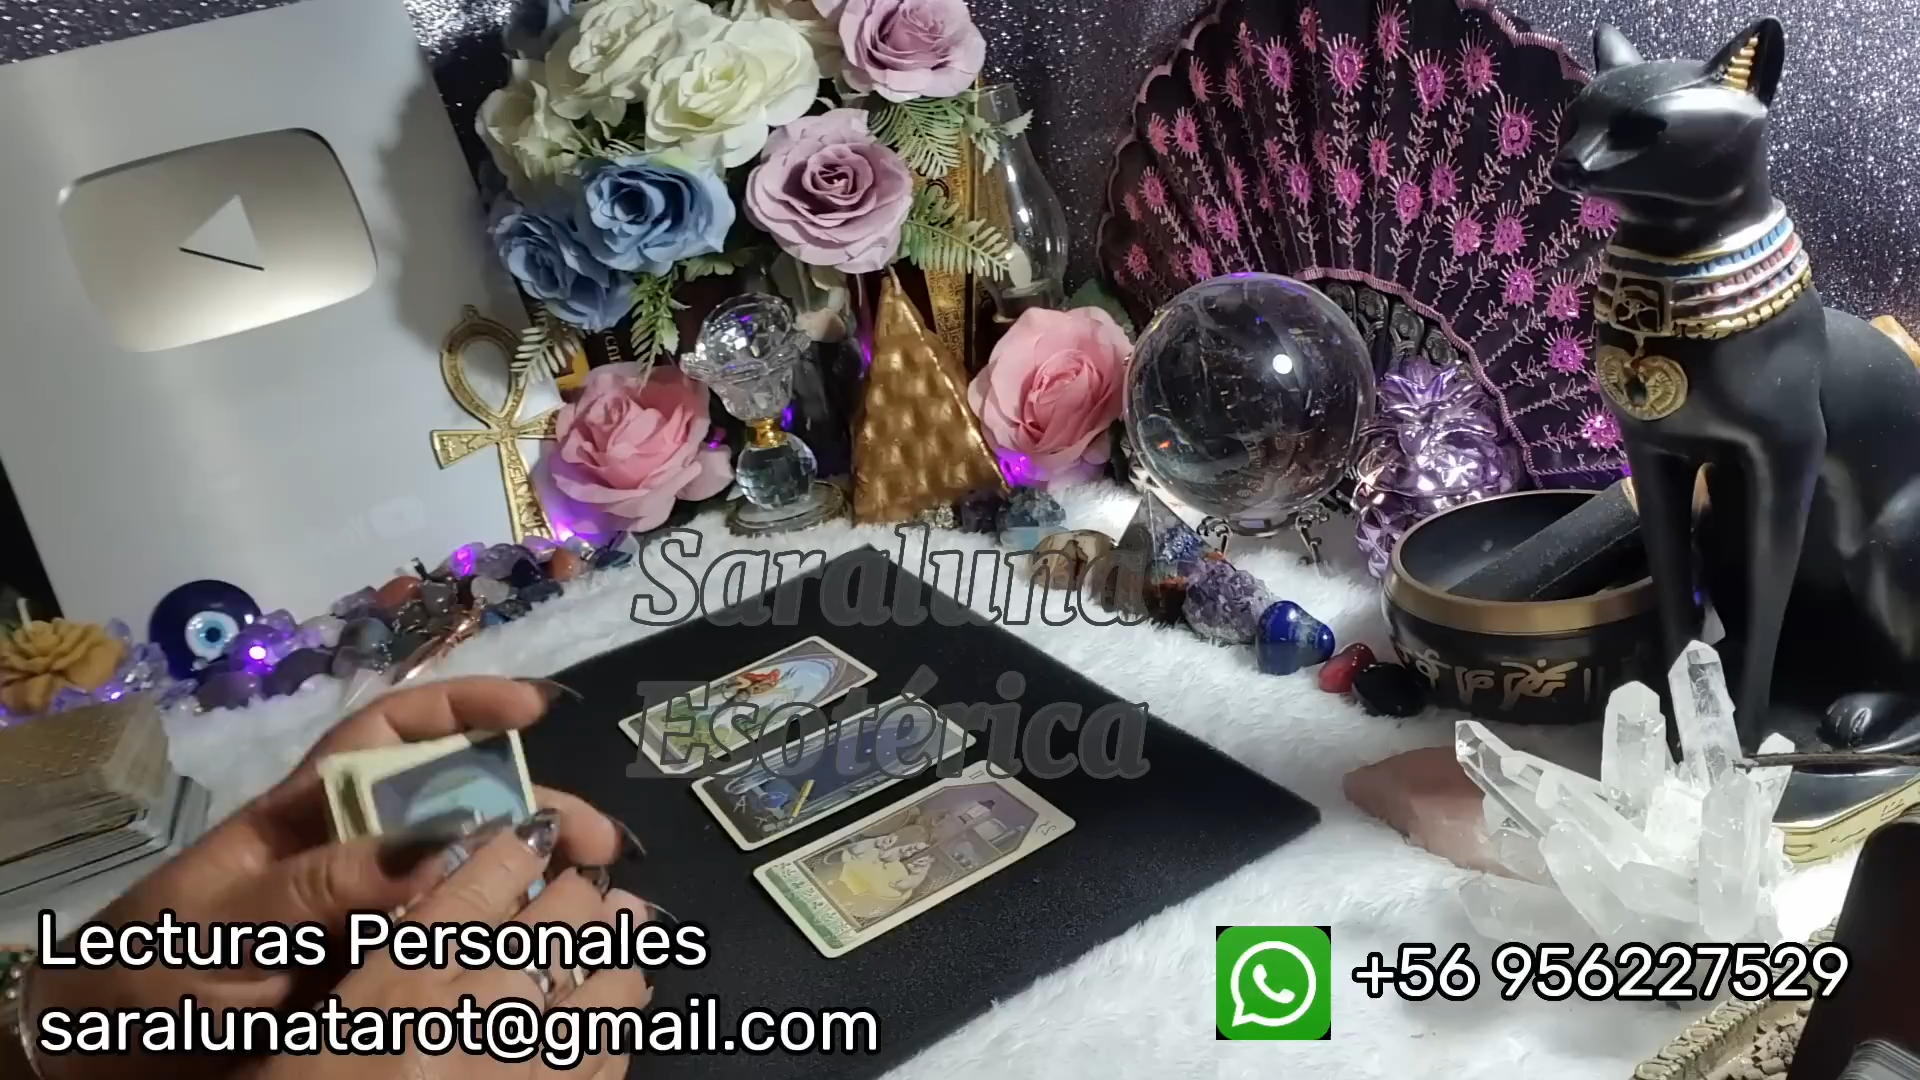 Saraluna
Esotérica
Lecturas Personales
saralunatarot@gmail.com
+56 956227529